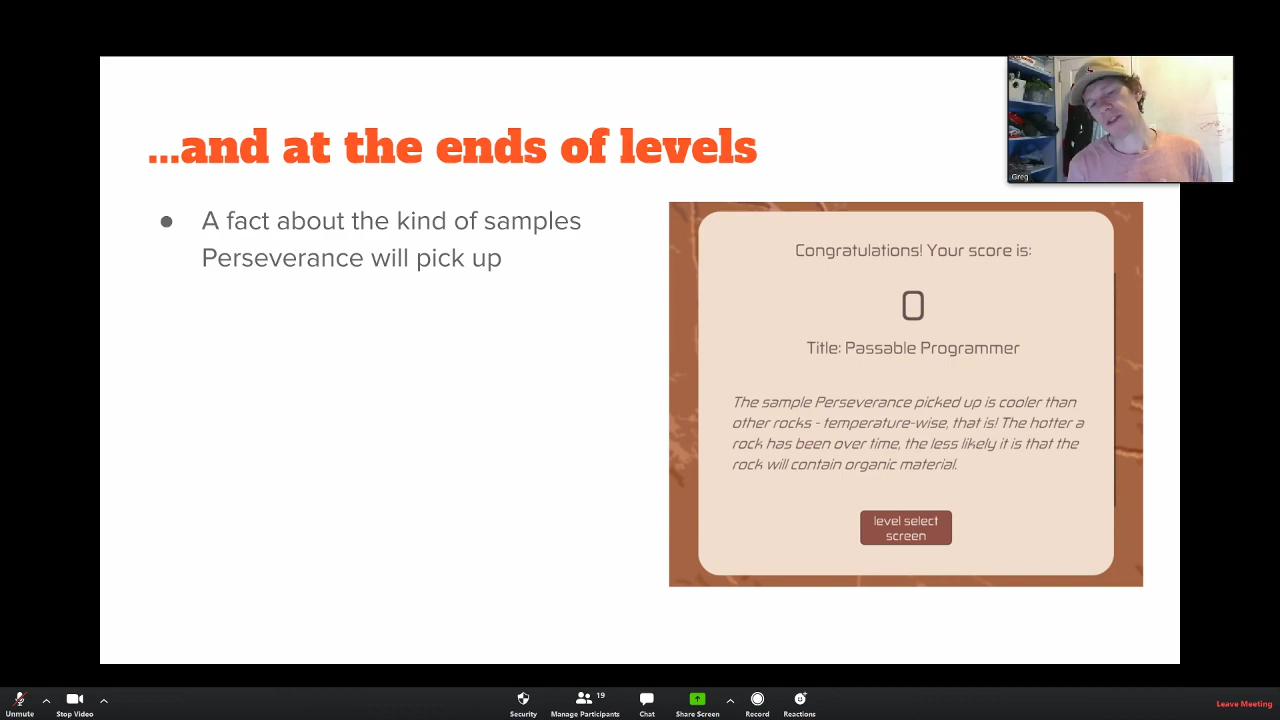 ...and at the ends of levels
Greg
● A fact about the kind of samples
Perseverance will pick up
Congratulations! Your score is:
0
Title: Passable Programmer
The sample Perseverance picked up is cooler than
other rocks - temperature-wise, that is! The hotter a
rock has been over time, the less likely it is that the
rock will contain organic material.
level select
screen
Unmute
Stop Video
Security
19
Manage Participants
Chat
Share Screen
Record
Reactions
Leave Meeting